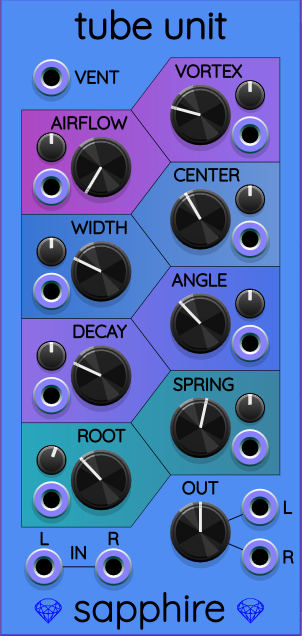 tube unit
VENT
VORTEX
AIRFLOW
CENTER
WIDTH
ANGLE
DECAY
SPRING
ROOT
OUT
L
R
L IN R
sapphire